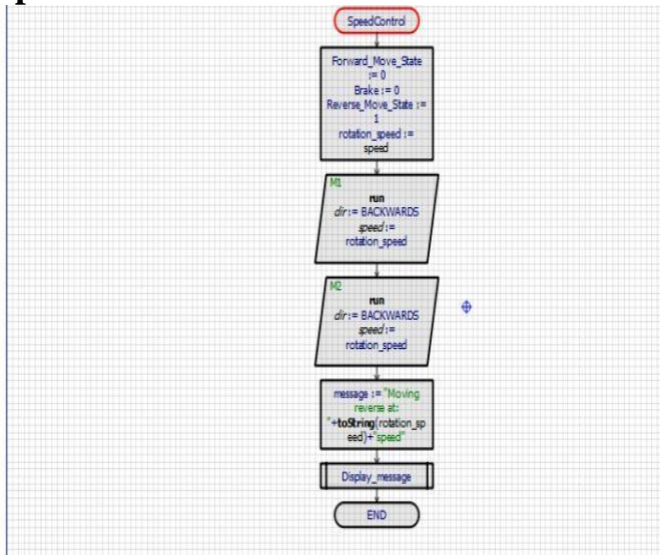 SpeedControl
Forward_Move_State
:= 0
Brake := 0
Reverse_Move_State :=
1
rotation_speed :=
speed
M1
run
dir:= BACKWARDS
speed:=
rotation_speed
M2
run
dir:= BACKWARDS
speed:=
rotation_speed
message := "Moving
reverse at:
"+toString(rotation_sp
eed)+"speed"
Display_message
END